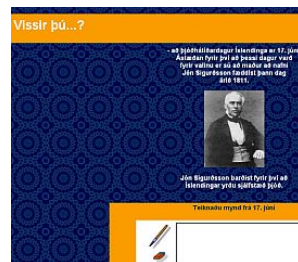 Vissir þú...?
- að þjóðhátíðardagur Íslendinga er 17. júní
Ástæðan fyrir því að þessi dagur varð
fyrir valinu er sú að maður að nafni
Jón Sigurðsson fæddist þann dag
árið 1811.
Jón Sigurðsson barðist fyrir því að
Íslendingar yrðu sjálfstæð þjóð.
Teiknaðu mynd frá 17. júní